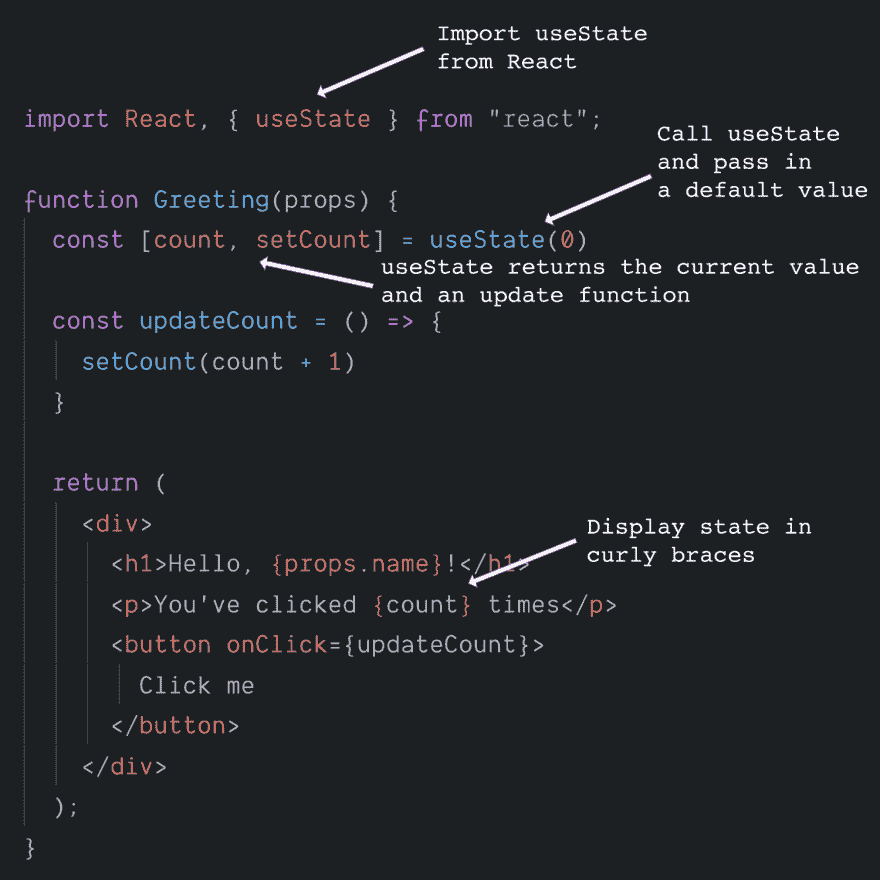 Import useState
from React
import React, { useState } from "react";
Call useState
and pass in
a default value
function Greeting(props) {
const [count, setCount] = useState(0)
useState returns the current value
and an update function
const updateCount = () => {
setCount(count + 1)
}
return (
<div>
Display state in
curly braces
<h1>Hello, {props.name}!</h1>
<p>You've clicked {count} times</p>
<button onClick={updateCount}>
Click me
</button>
</div>
);
}